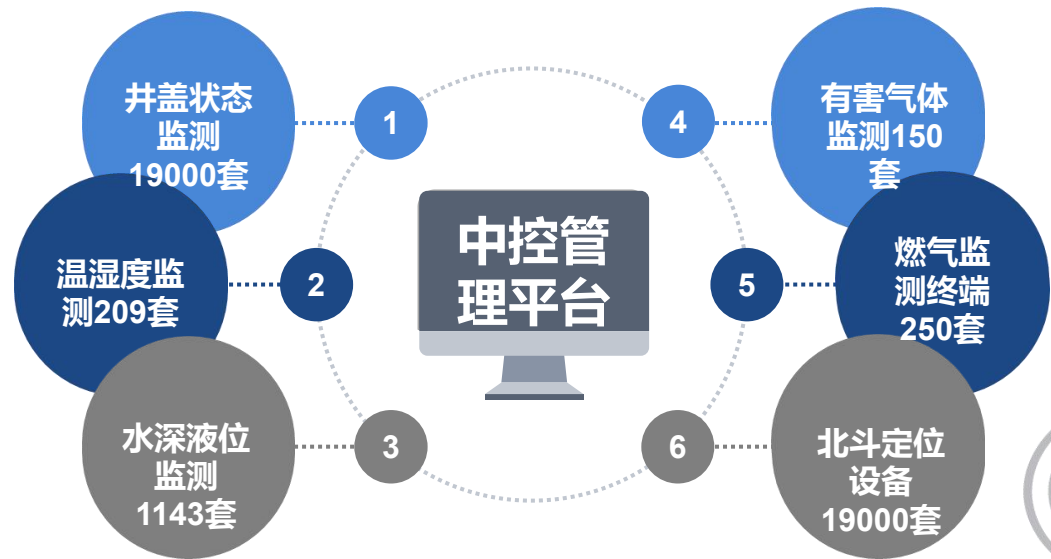 井盖状态
监测
19000套
1
温湿度监
测209套
2
水深液位
监测
1143套
3
中控管
理平台
4
有害气体
监测150
套
5
燃气监
测终端
250套
6
北斗定位
设备
19000套